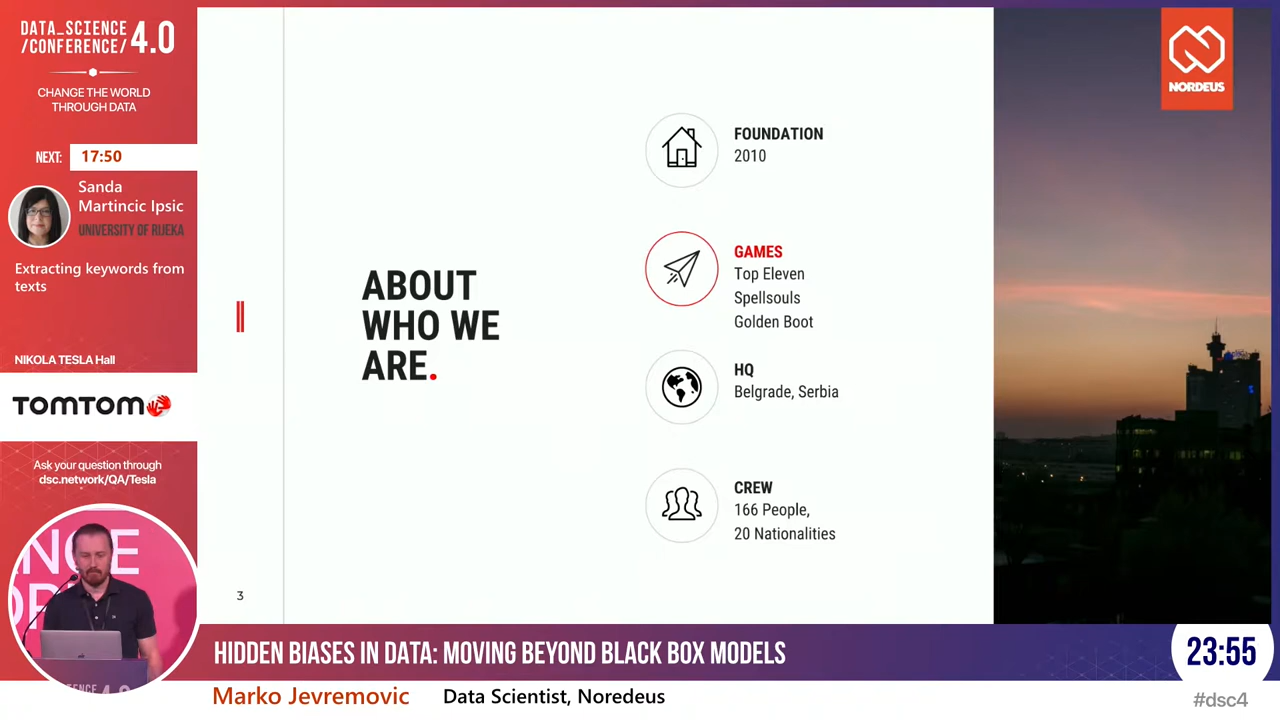 DATA_SCIENCE
/CONFERENCE/ 4.0
CHANGE THE WORLD
THROUGH DATA
NEXT: 17:50
Sanda
Martincic Ipsic
UNIVERSITY OF RIJEKA
Extracting keywords from
texts
NIKOLA TESLA Hall
TOMTOM
Ask your question through
dsc.network/QA/Tesla
ABOUT
WHO WE
ARE.
3
FOUNDATION
2010
GAMES
Top Eleven
Spellsouls
Golden Boot
HQ
Belgrade, Serbia
CREW
166 People,
20 Nationalities
NORDEUS
HIDDEN BIASES IN DATA: MOVING BEYOND BLACK BOX MODELS
Marko Jevremovic Data Scientist, Noredeus
23:55
#dsc4